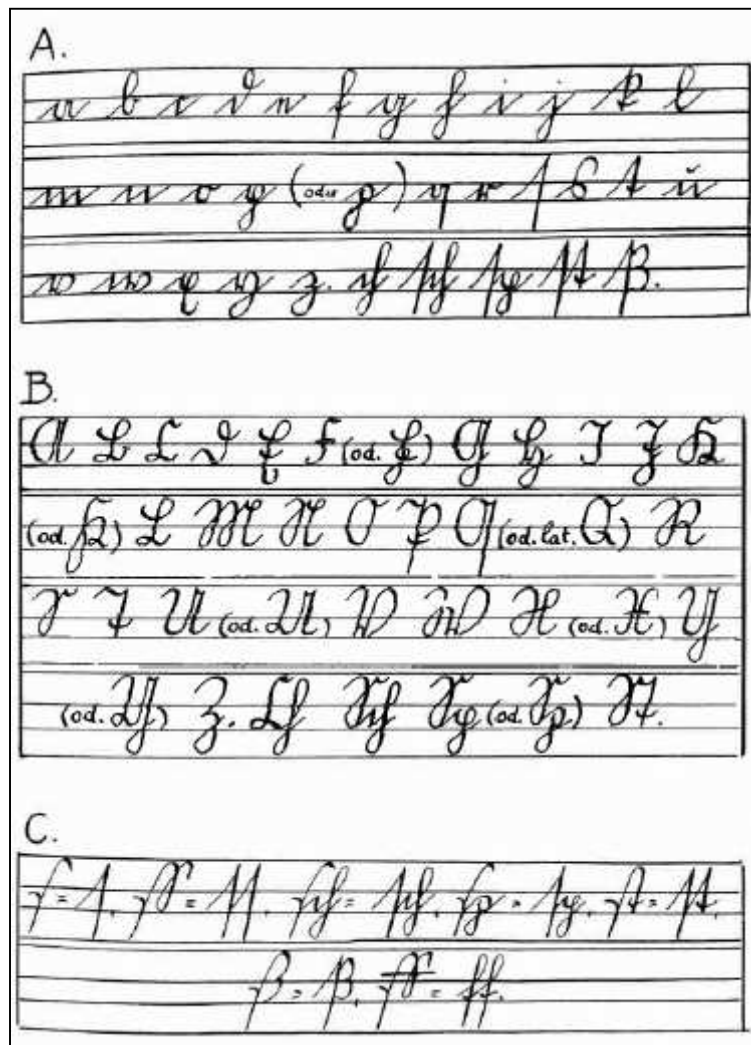 A.
a b c d e f g h i j k l
m n o p (oder p) q r ſ s t u
v w x y z. ch ſch ſp ſt ß.
B.
A B C D E F (od. F) G H I J K
(od. K) L M N O P Q (od. lat. Q) R
S T U (od. U) V W X (od. X) Y
(od. Y) Z. Ch Sch Sp (od. Sp) St.
C.
ſ = ſ. ſſ = ſſ. ſch = ſch. ſp = ſp. ſt = ſt.
ß = ß. ff = ff.